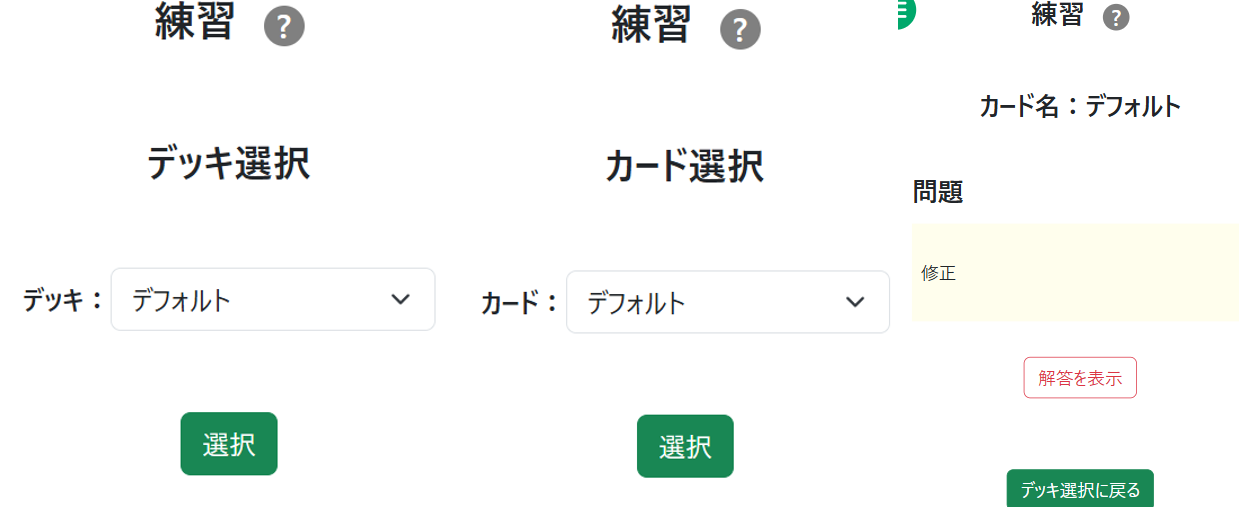 練習 ?
デッキ選択
デッキ： デフォルト
選択
練習 ?
カード選択
カード： デフォルト
選択
練習 ?
カード名：デフォルト
問題
修正
解答を表示
デッキ選択に戻る